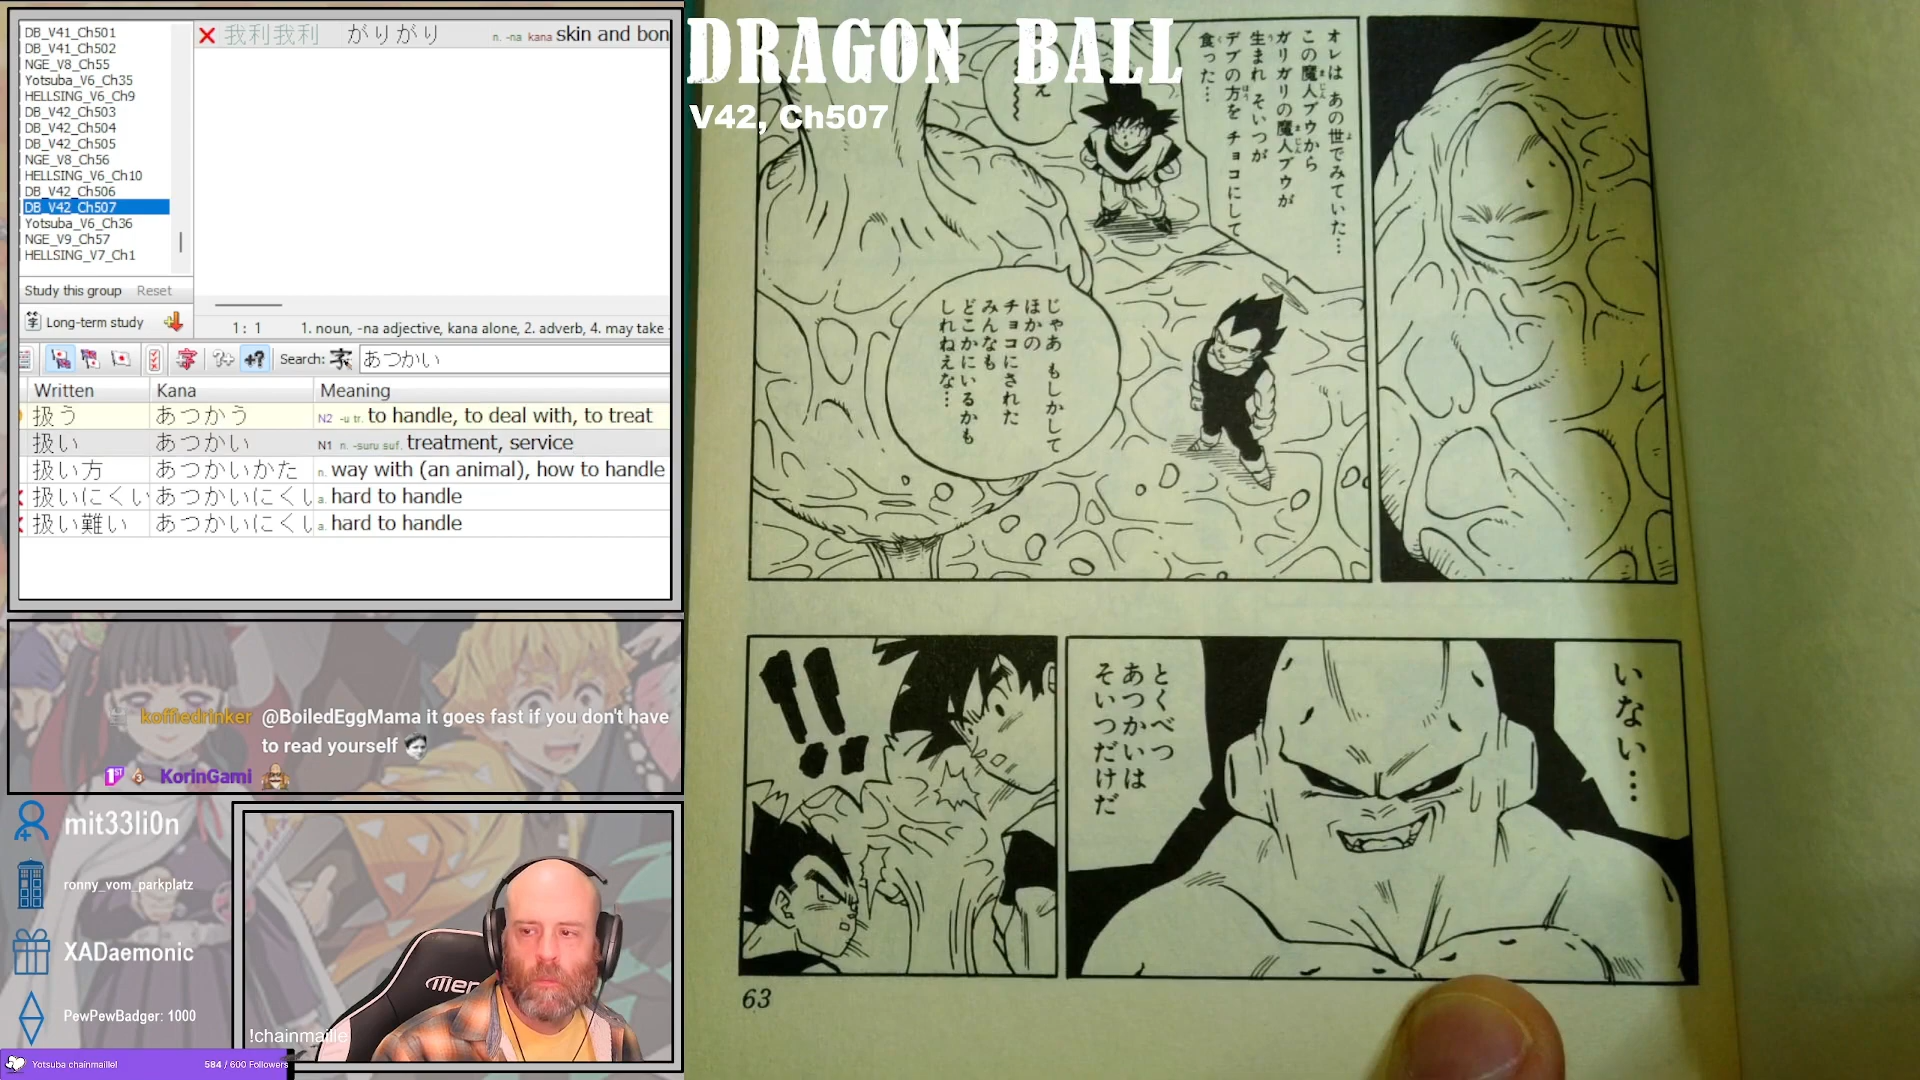 DB_V41_Ch501
DB_V41_Ch502
NGE_V8_Ch55
Yotsuba_V6_Ch35
HELLSING_V6_Ch9
DB_V42_Ch503
DB_V42_Ch504
DB_V42_Ch505
NGE_V8_Ch56
HELLSING_V6_Ch10
DB_V42_Ch506
DB_V42_Ch507
Yotsuba_V6_Ch36
NGE_V9_Ch57
HELLSING_V7_Ch1
Study this group Reset
Long-term study
我利我利 がりがり n. -na kana skin and bon
1: 1 1. noun, -na adjective, kana alone, 2. adverb, 4. may take
Search: あつかい
Written Kana Meaning
扱う あつかう N2 -u tr. to handle, to deal with, to treat
扱い あつかい N1 n. -suru suf. treatment, service
扱い方 あつかいかた n. way with (an animal), how to handle
扱いにくい あつかいにくし a. hard to handle
扱い難い あつかいにくし a. hard to handle
koffiedrinker @BoiledEggMama it goes fast if you don't have
to read yourself
1ST KorinGami
mit33li0n
ronny_vom_parkplatz
XADaemonic
PewPewBadger: 1000
Yotsuba chainmaille! 584 / 600 Followers
!chainmaille
DRAGON BALL
V42, Ch507
オレは あの世でみていた…
この魔人ブウから
ガリガリの魔人ブウが
生まれ そいつが
デブの方を チョコにして
食った…
じゃあ もしかして
ほかの
チョコにされた
みんなも
どこかにいるかも
しれねえな…
いない…
とくべつ
あつかいは
そいつだけだ
!!
63